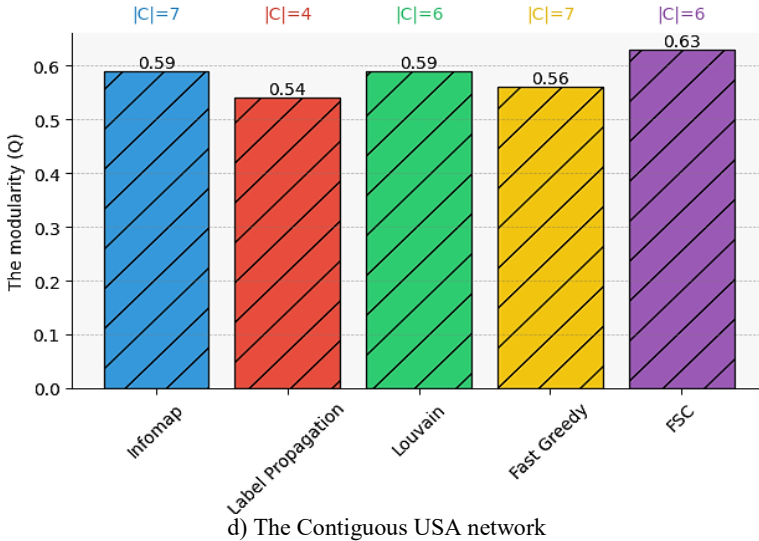 |C|=7 |C|=4 |C|=6 |C|=7 |C|=6
0.59 0.54 0.59 0.56 0.63
The modularity (Q)
0.6
0.5
0.4
0.3
0.2
0.1
0.0
Infomap
Label Propagation
Louvain
Fast Greedy
FSC
d) The Contiguous USA network